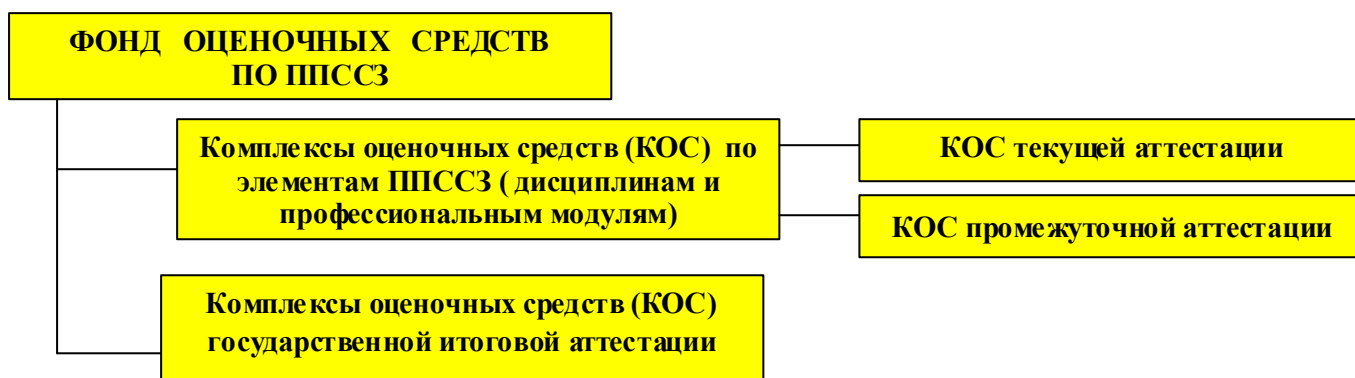 ФОНД ОЦЕНОЧНЫХ СРЕДСТВ
ПО ППССЗ
Комплексы оценочных средств (КОС) по
элементам ППССЗ ( дисциплинам и
профессиональным модулям)
КОС текущей аттестации
КОС промежуточной аттестации
Комплексы оценочных средств (КОС)
государственной итоговой аттестации